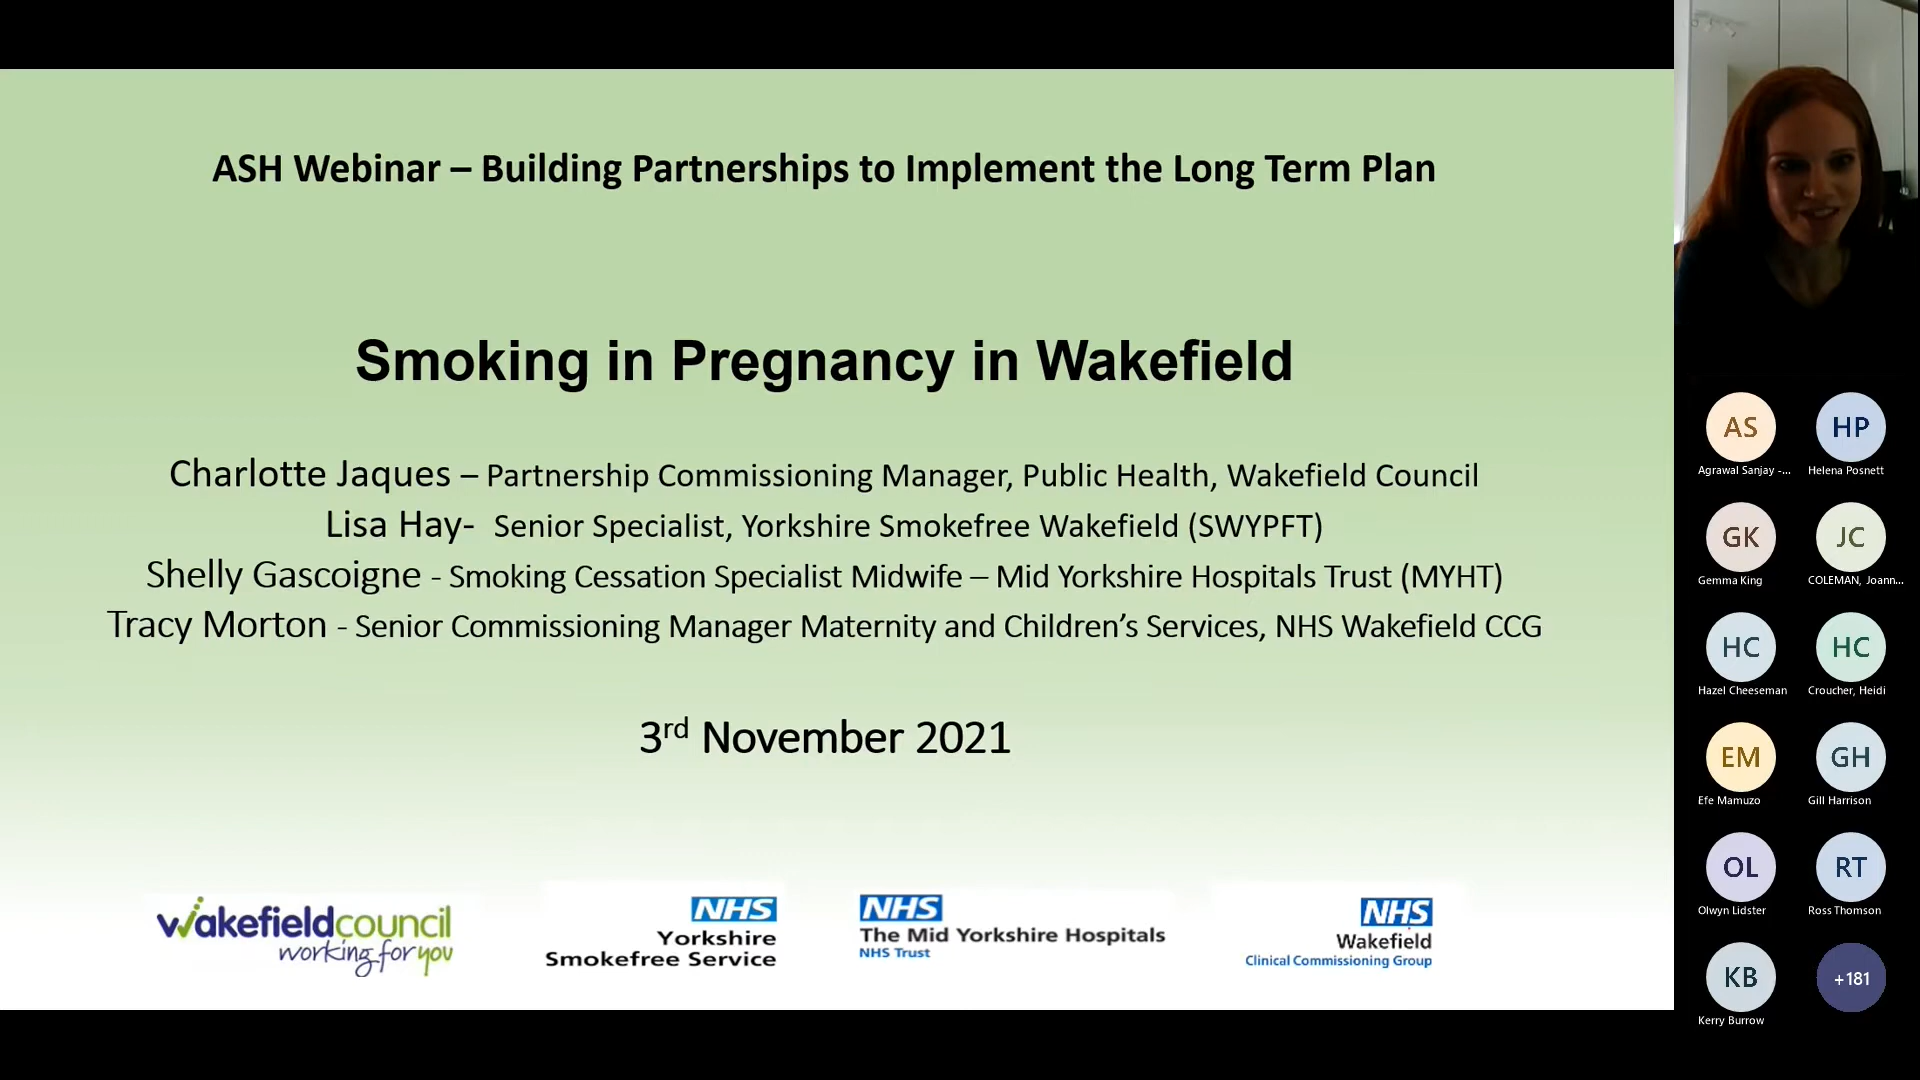 ASH Webinar – Building Partnerships to Implement the Long Term Plan
Smoking in Pregnancy in Wakefield
Charlotte Jaques – Partnership Commissioning Manager, Public Health, Wakefield Council
Lisa Hay- Senior Specialist, Yorkshire Smokefree Wakefield (SWYPFT)
Shelly Gascoigne - Smoking Cessation Specialist Midwife – Mid Yorkshire Hospitals Trust (MYHT)
Tracy Morton - Senior Commissioning Manager Maternity and Children’s Services, NHS Wakefield CCG
3rd November 2021
wakefieldcouncil
working for you
NHS
Yorkshire
Smokefree Service
NHS
The Mid Yorkshire Hospitals
NHS Trust
NHS
Wakefield
Clinical Commissioning Group
AS
Agrawal Sanjay -...
HP
Helena Posnett
GK
Gemma King
JC
COLEMAN, Joann...
HC
Hazel Cheeseman
HC
Croucher, Heidi
EM
Efe Mamuzo
GH
Gill Harrison
OL
Olwyn Lidster
RT
Ross Thomson
KB
Kerry Burrow
+181